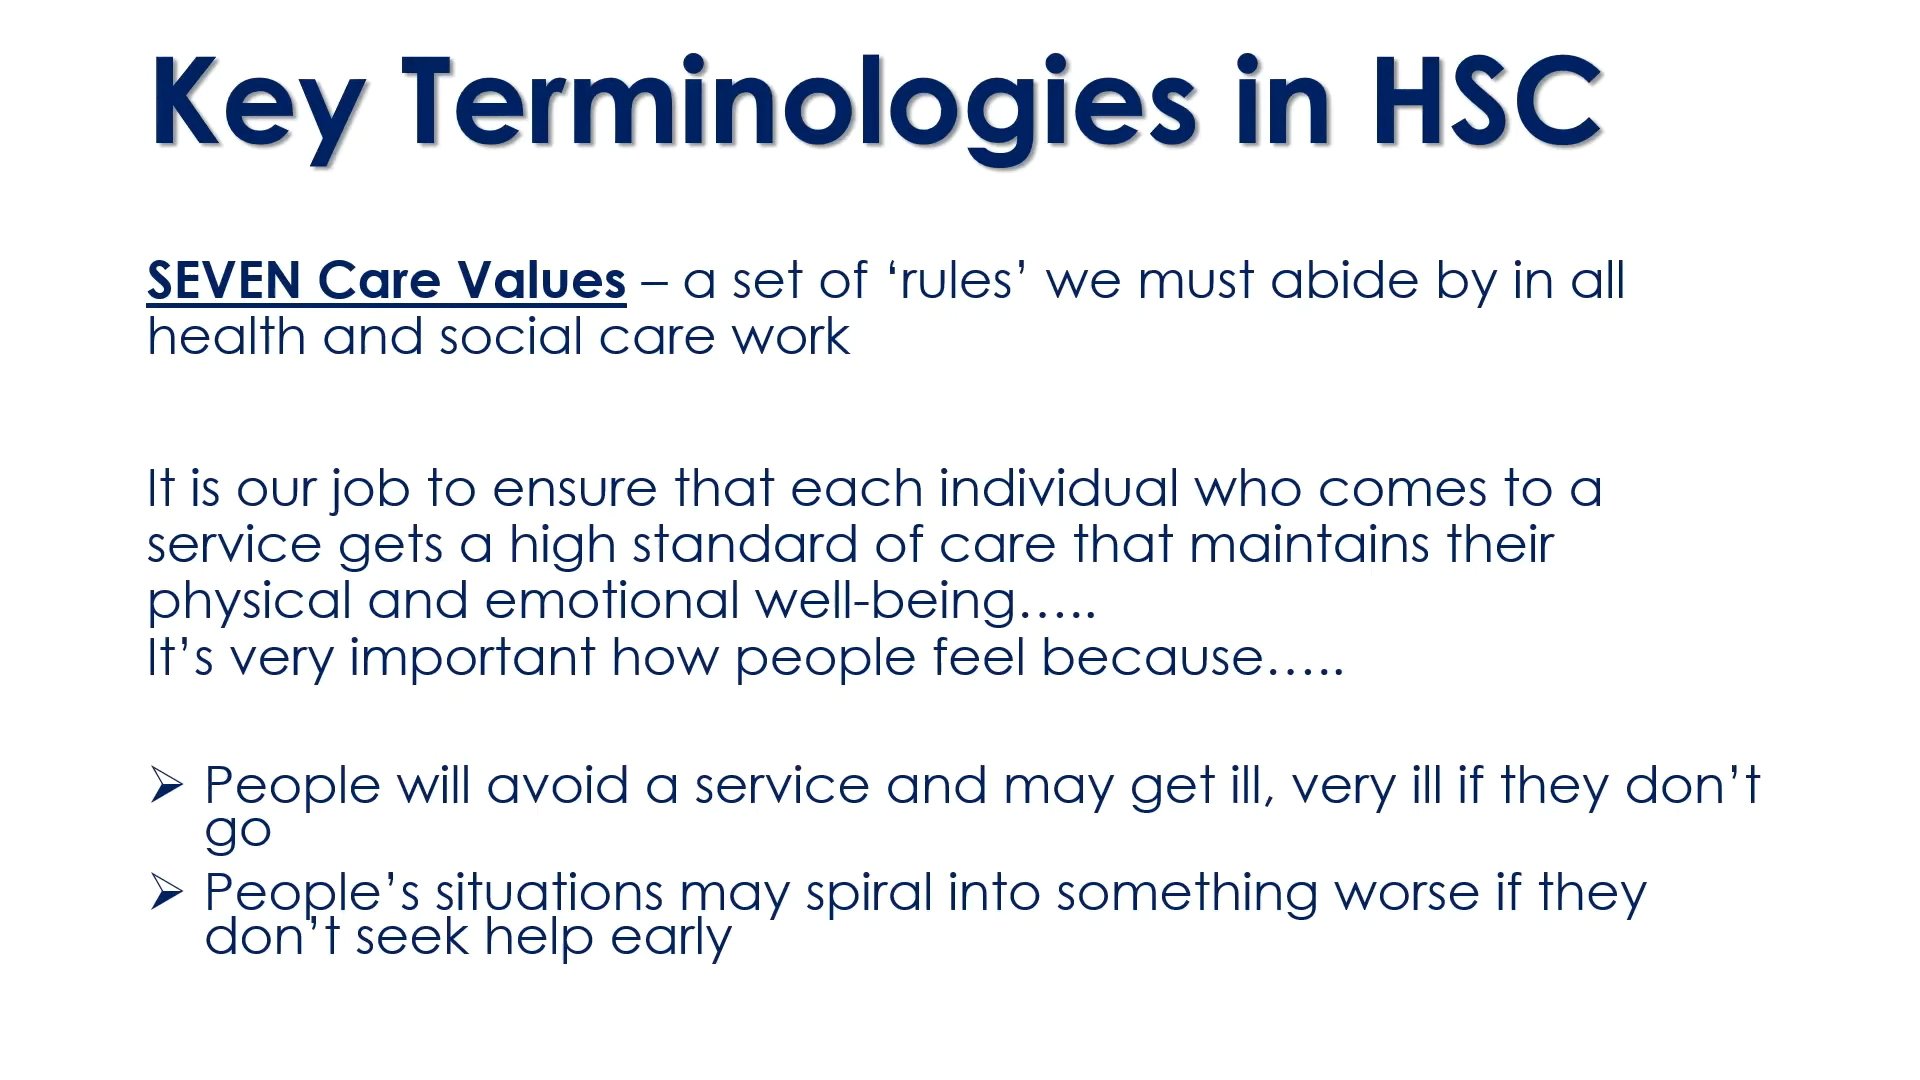 Key Terminologies in HSC
SEVEN Care Values – a set of ‘rules’ we must abide by in all
health and social care work
It is our job to ensure that each individual who comes to a
service gets a high standard of care that maintains their
physical and emotional well-being…..
It’s very important how people feel because…..
➢ People will avoid a service and may get ill, very ill if they don’t
go
➢ People’s situations may spiral into something worse if they
don’t seek help early